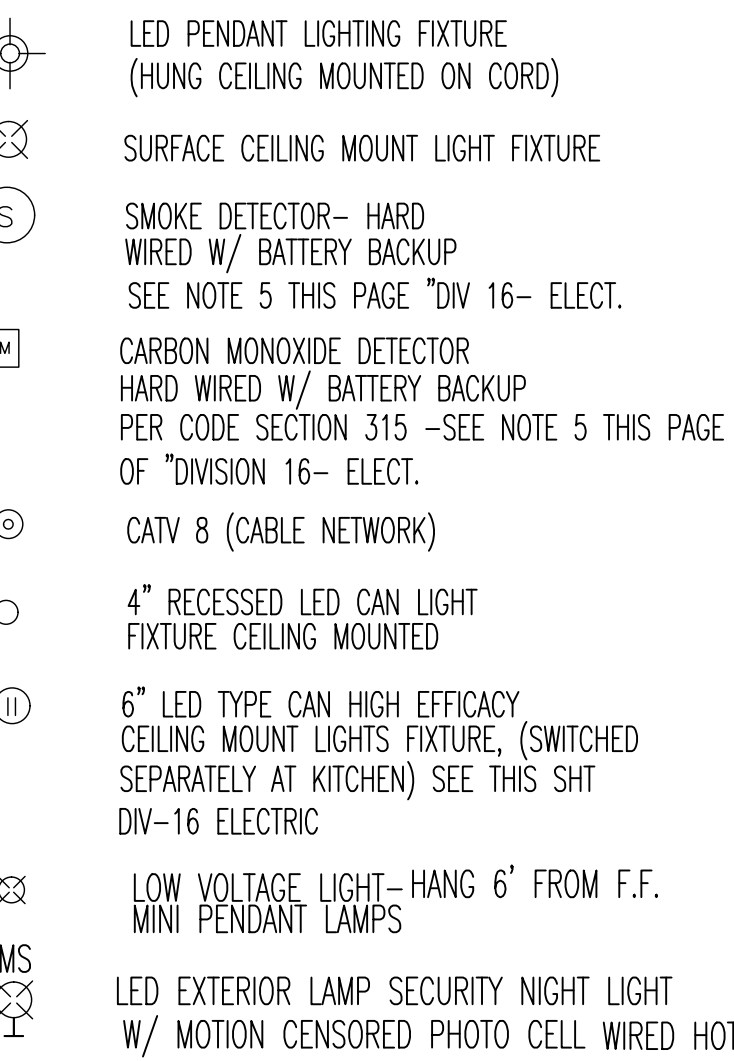 LED PENDANT LIGHTING FIXTURE
(HUNG CEILING MOUNTED ON CORD)
SURFACE CEILING MOUNT LIGHT FIXTURE
S
SMOKE DETECTOR- HARD
WIRED W/ BATTERY BACKUP
SEE NOTE 5 THIS PAGE "DIV 16- ELECT.
M
CARBON MONOXIDE DETECTOR
HARD WIRED W/ BATTERY BACKUP
PER CODE SECTION 315 -SEE NOTE 5 THIS PAGE
OF "DIVISION 16- ELECT.
CATV 8 (CABLE NETWORK)
4" RECESSED LED CAN LIGHT
FIXTURE CEILING MOUNTED
6" LED TYPE CAN HIGH EFFICACY
CEILING MOUNT LIGHTS FIXTURE, (SWITCHED
SEPARATELY AT KITCHEN) SEE THIS SHT
DIV-16 ELECTRIC
LOW VOLTAGE LIGHT- HANG 6' FROM F.F.
MINI PENDANT LAMPS
MS
LED EXTERIOR LAMP SECURITY NIGHT LIGHT
W/ MOTION CENSORED PHOTO CELL WIRED HOT